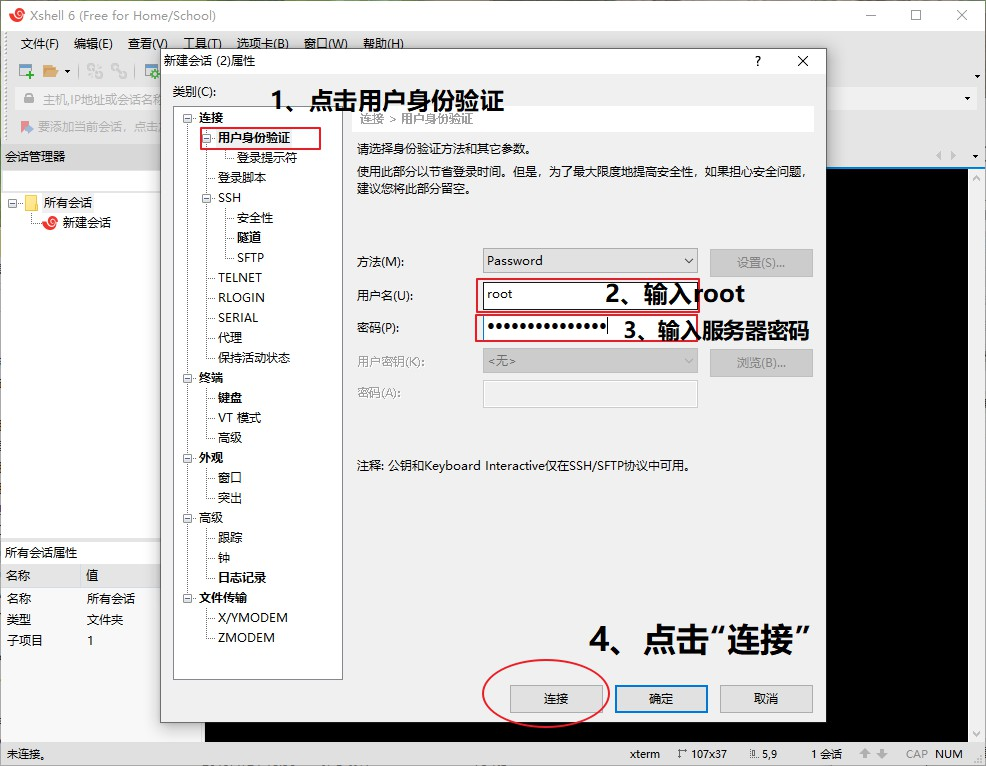 Xshell 6 (Free for Home/School)
文件(F) 编辑(E) 查看(V) 工具(T) 选项卡(B) 窗口(W) 帮助(H)
主机,IP地址或会话名称
要添加当前会话，点击
会话管理器
所有会话
新建会话
所有会话属性
名称 值
名称 所有会话
类型 文件夹
子项目 1
新建会话 (2)属性 ?
类别(C):
1、点击用户身份验证
连接
用户身份验证
登录提示符
登录脚本
SSH
安全性
隧道
SFTP
TELNET
RLOGIN
SERIAL
代理
保持活动状态
终端
键盘
VT 模式
高级
外观
窗口
突出
高级
跟踪
钟
日志记录
文件传输
X/YMODEM
ZMODEM
连接 > 用户身份验证
请选择身份验证方法和其它参数。
使用此部分以节省登录时间。但是，为了最大限度地提高安全性，如果担心安全问题，
建议您将此部分留空。
方法(M): Password 设置(S)...
用户名(U): root 2、输入root
密码(P): ●●●●●●●●●●●●●●● 3、输入服务器密码
用户密钥(K): <无> 浏览(B)...
密码(A):
注释: 公钥和Keyboard Interactive仅在SSH/SFTP协议中可用。
4、点击“连接”
连接 确定 取消
未连接。 xterm 107x37 5,9 1 会话 CAP NUM